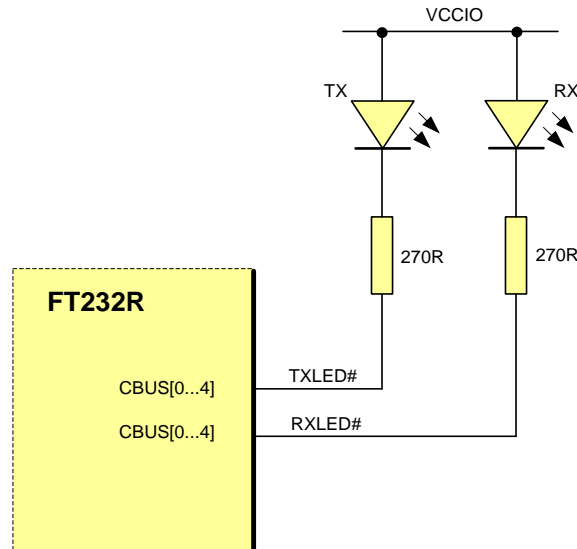 VCCIO
TX
RX
270R
270R
FT232R
CBUS[0...4]
TXLED#
CBUS[0...4]
RXLED#